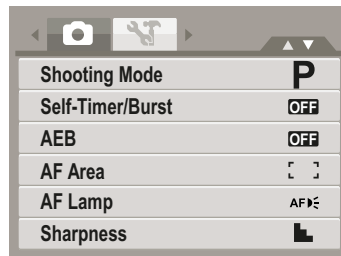 Shooting Mode P
Self-Timer/Burst OFF
AEB OFF
AF Area
AF Lamp AF
Sharpness